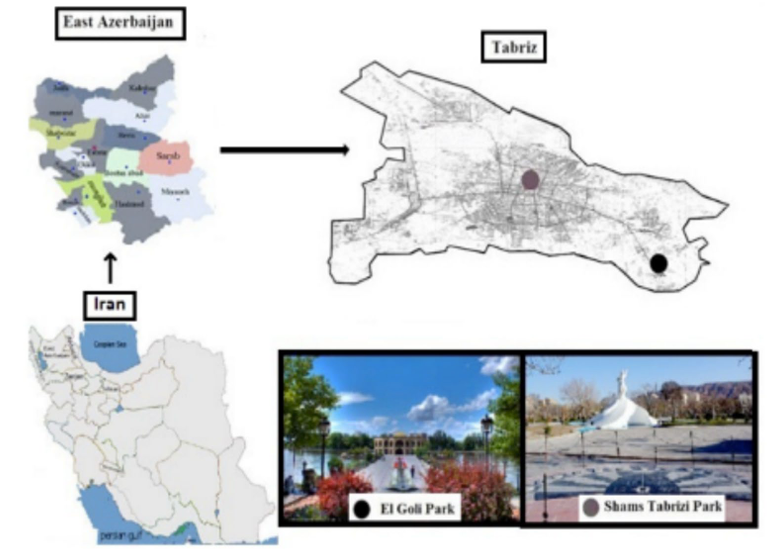 East Azerbaijan
Tabriz
Kaleybar
Ahar
Shabestar
Heris
Sarab
Bostan abad
Mianeh
Hashtrud
Iran
Caspian Sea
persian gulf
El Goli Park
Shams Tabrizi Park